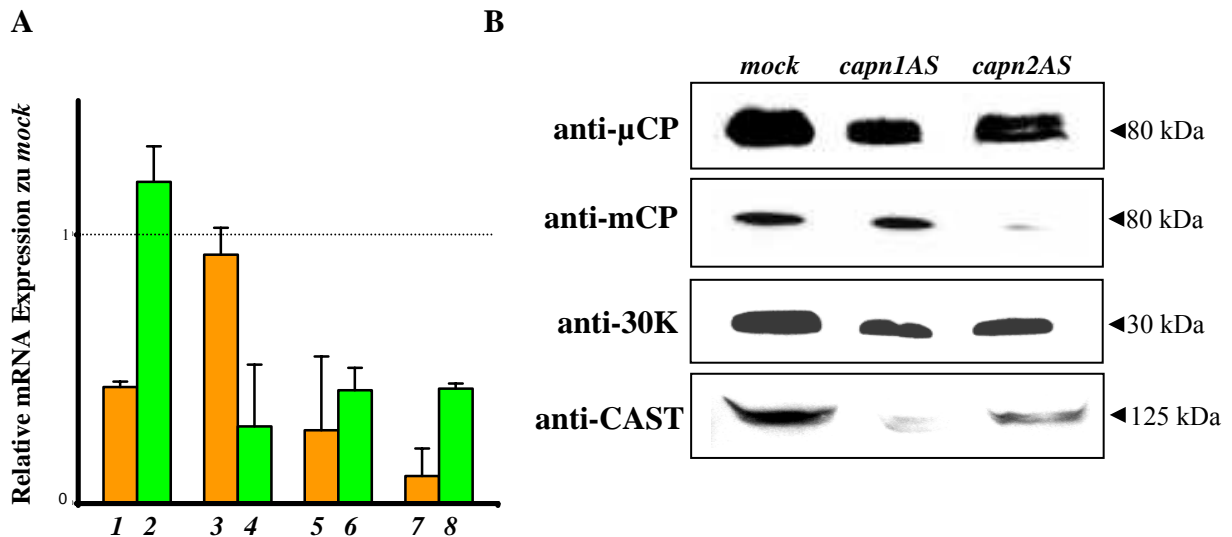 A
Relative mRNA Expression zu mock
1
0
1 2 3 4 5 6 7 8
B
mock capn1AS capn2AS
anti-µCP ◄80 kDa
anti-mCP ◄80 kDa
anti-30K ◄30 kDa
anti-CAST ◄125 kDa